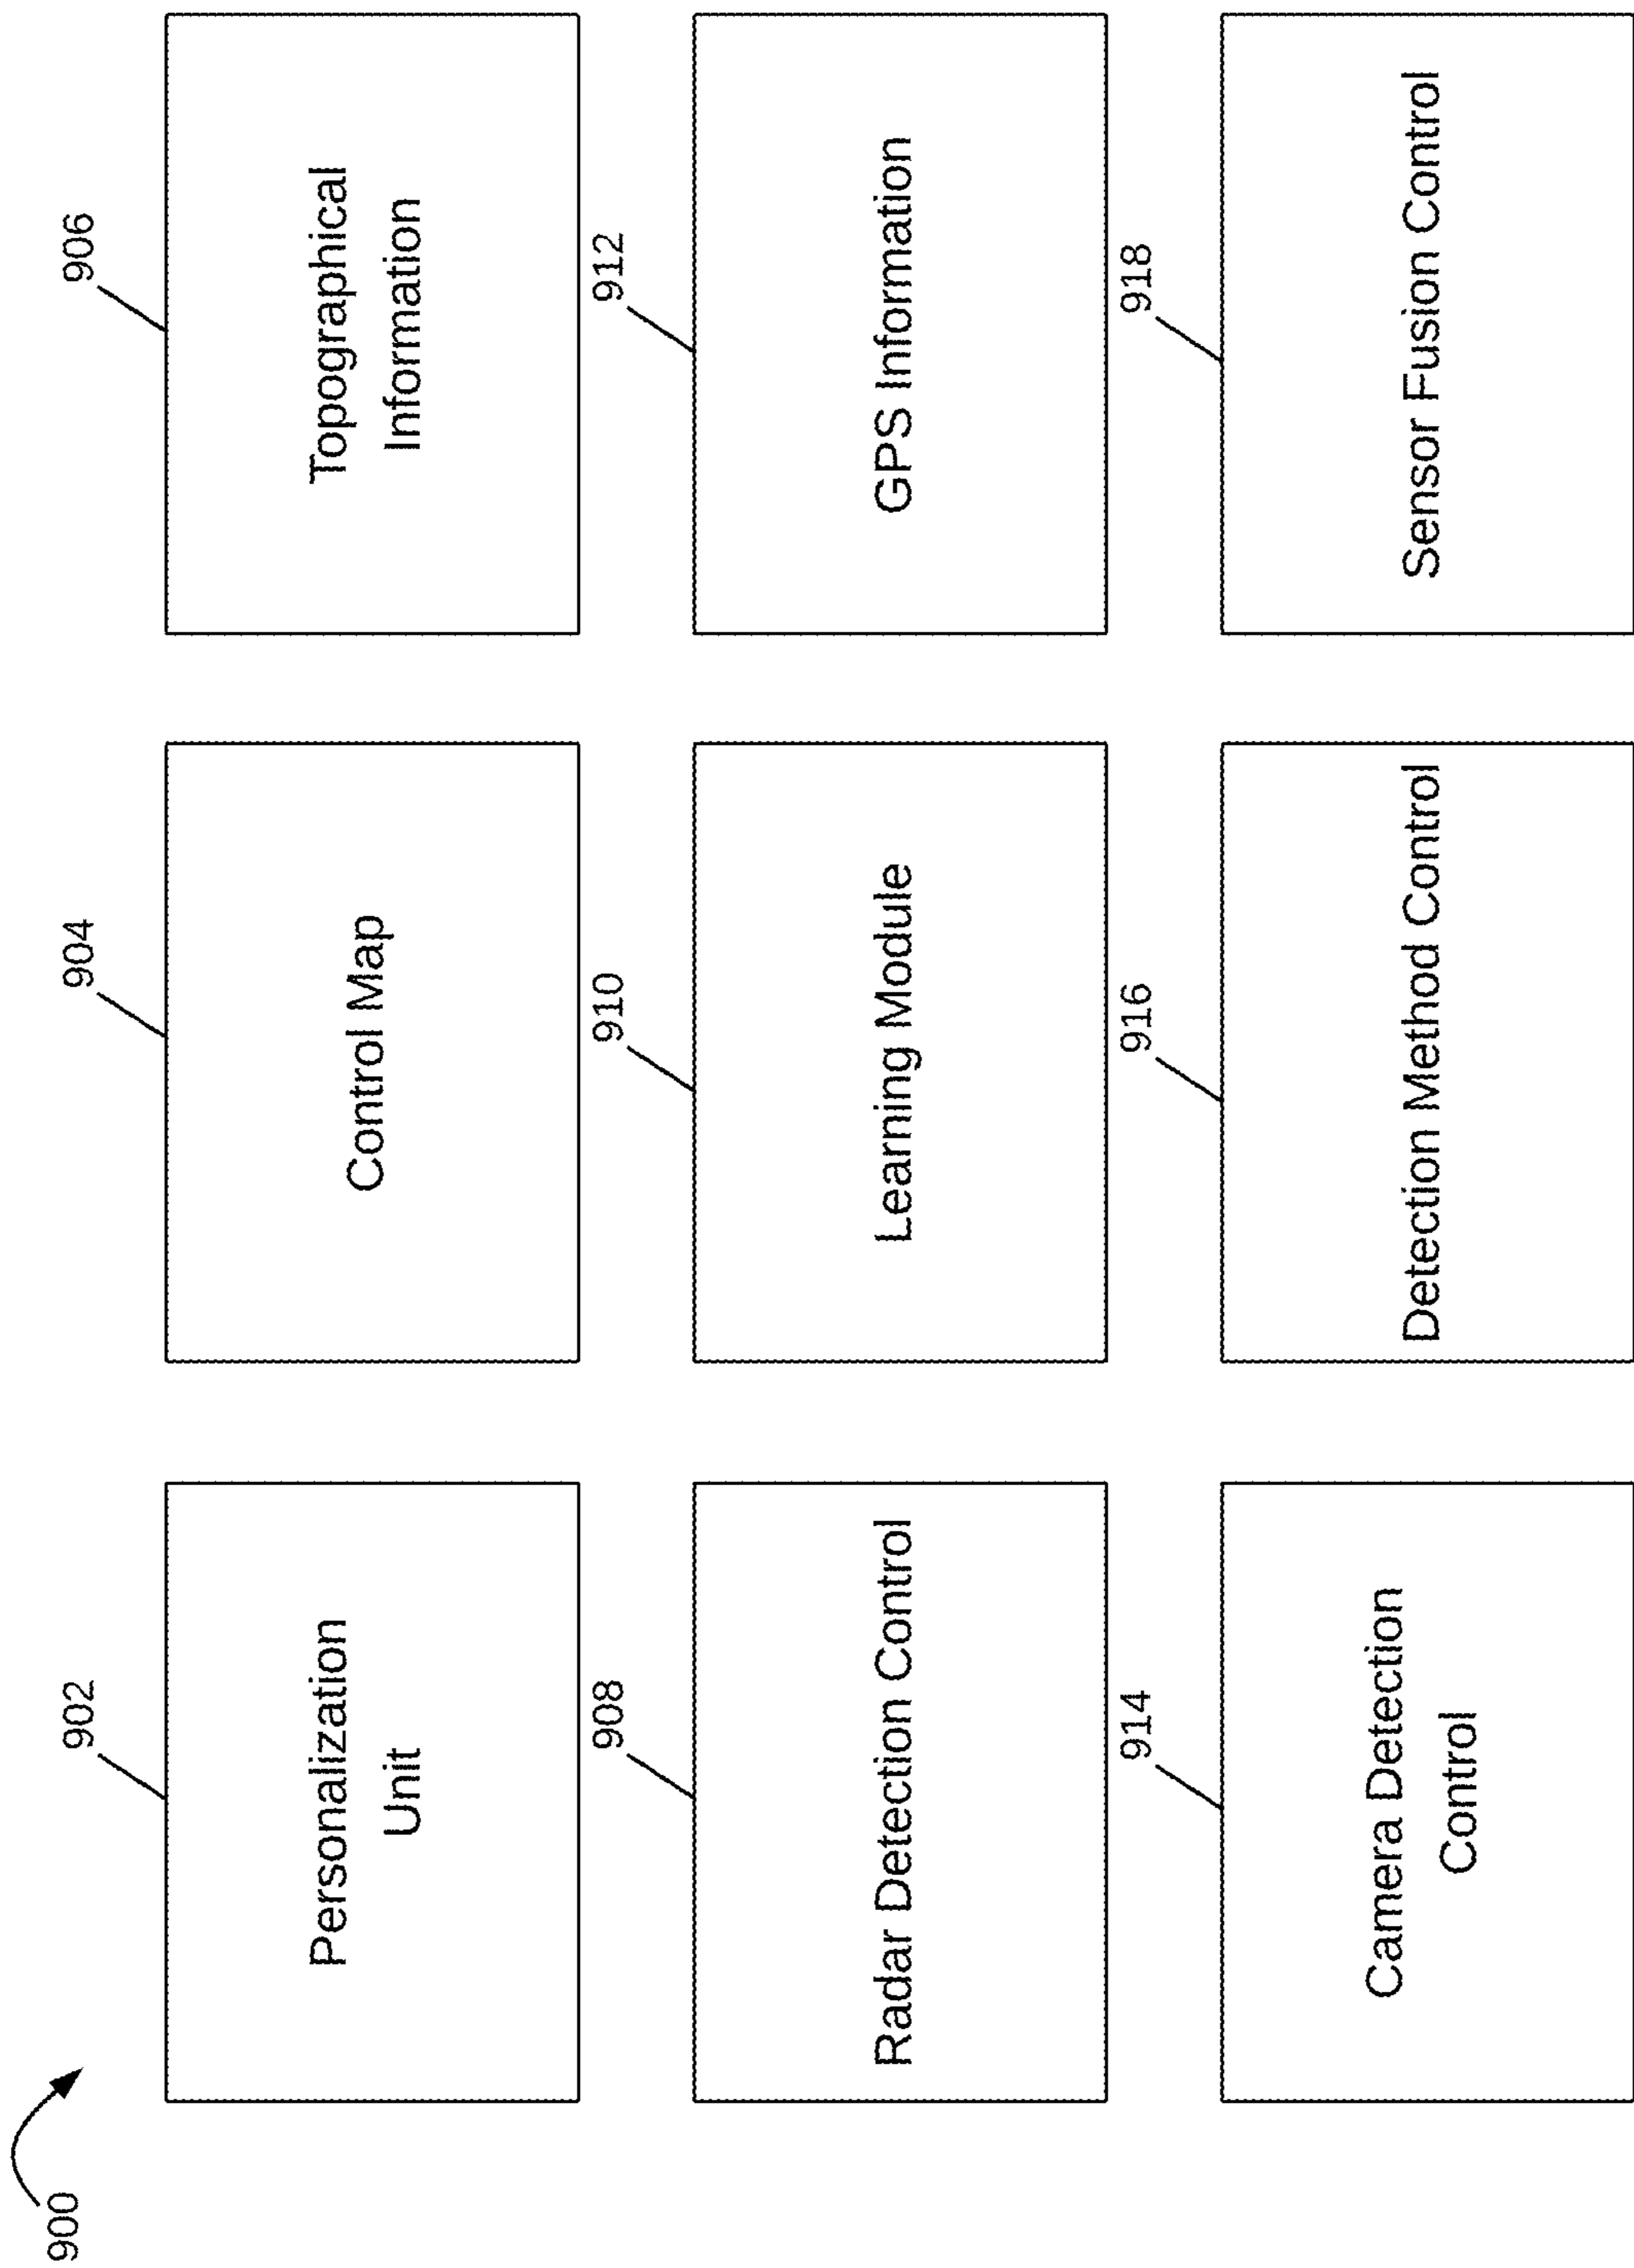 900
902
Personalization
Unit
904
Control Map
906
Topographical
Information
908
Radar Detection Control
910
Learning Module
912
GPS Information
914
Camera Detection
Control
916
Detection Method Control
918
Sensor Fusion Control